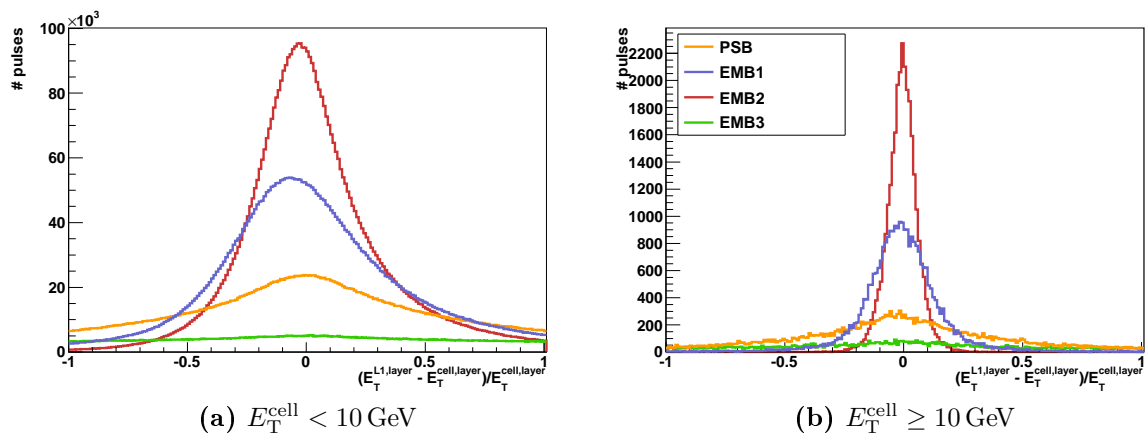 ×10³
# pulses
100
80
60
40
20
0
-1 -0.5 0 0.5 1
(E_T^{L1,layer} - E_T^{cell,layer})/E_T^{cell,layer}
(a) E_T^{cell} < 10 GeV
# pulses
2200
2000
1800
1600
1400
1200
1000
800
600
400
200
0
PSB
EMB1
EMB2
EMB3
-1 -0.5 0 0.5 1
(E_T^{L1,layer} - E_T^{cell,layer})/E_T^{cell,layer}
(b) E_T^{cell} ≥ 10 GeV